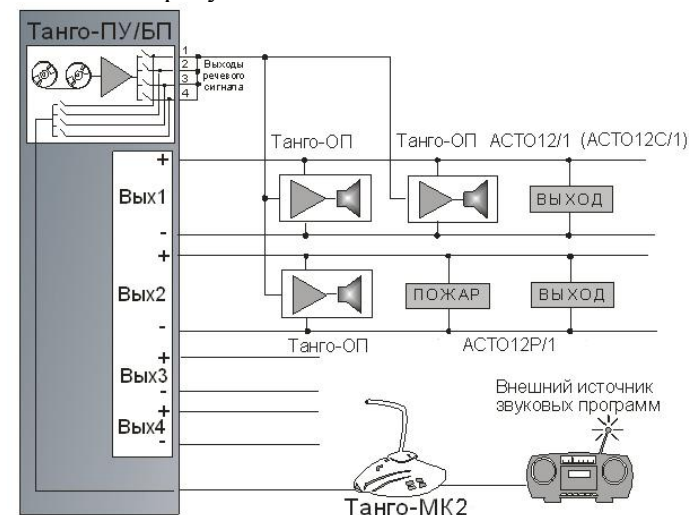 Танго-ПУ/БП
1
2
3
4
Выходы
речевого
сигнала
Танго-ОП
Танго-ОП АСТО12/1 (АСТО12С/1)
+
Вых1
-
ВЫХОД
+
Вых2
-
ПОЖАР
ВЫХОД
Танго-ОП
АСТО12Р/1
+
Вых3
-
+
Вых4
-
Внешний источник
звуковых программ
Танго-МК2